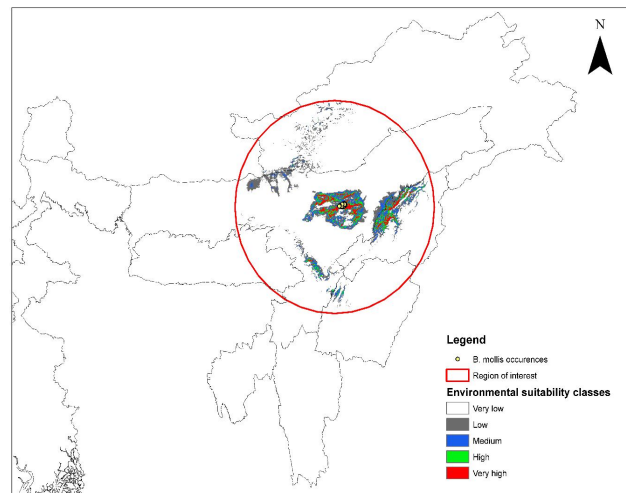 N
Legend
B. mollis occurences
Region of interest
Environmental suitability classes
Very low
Low
Medium
High
Very high